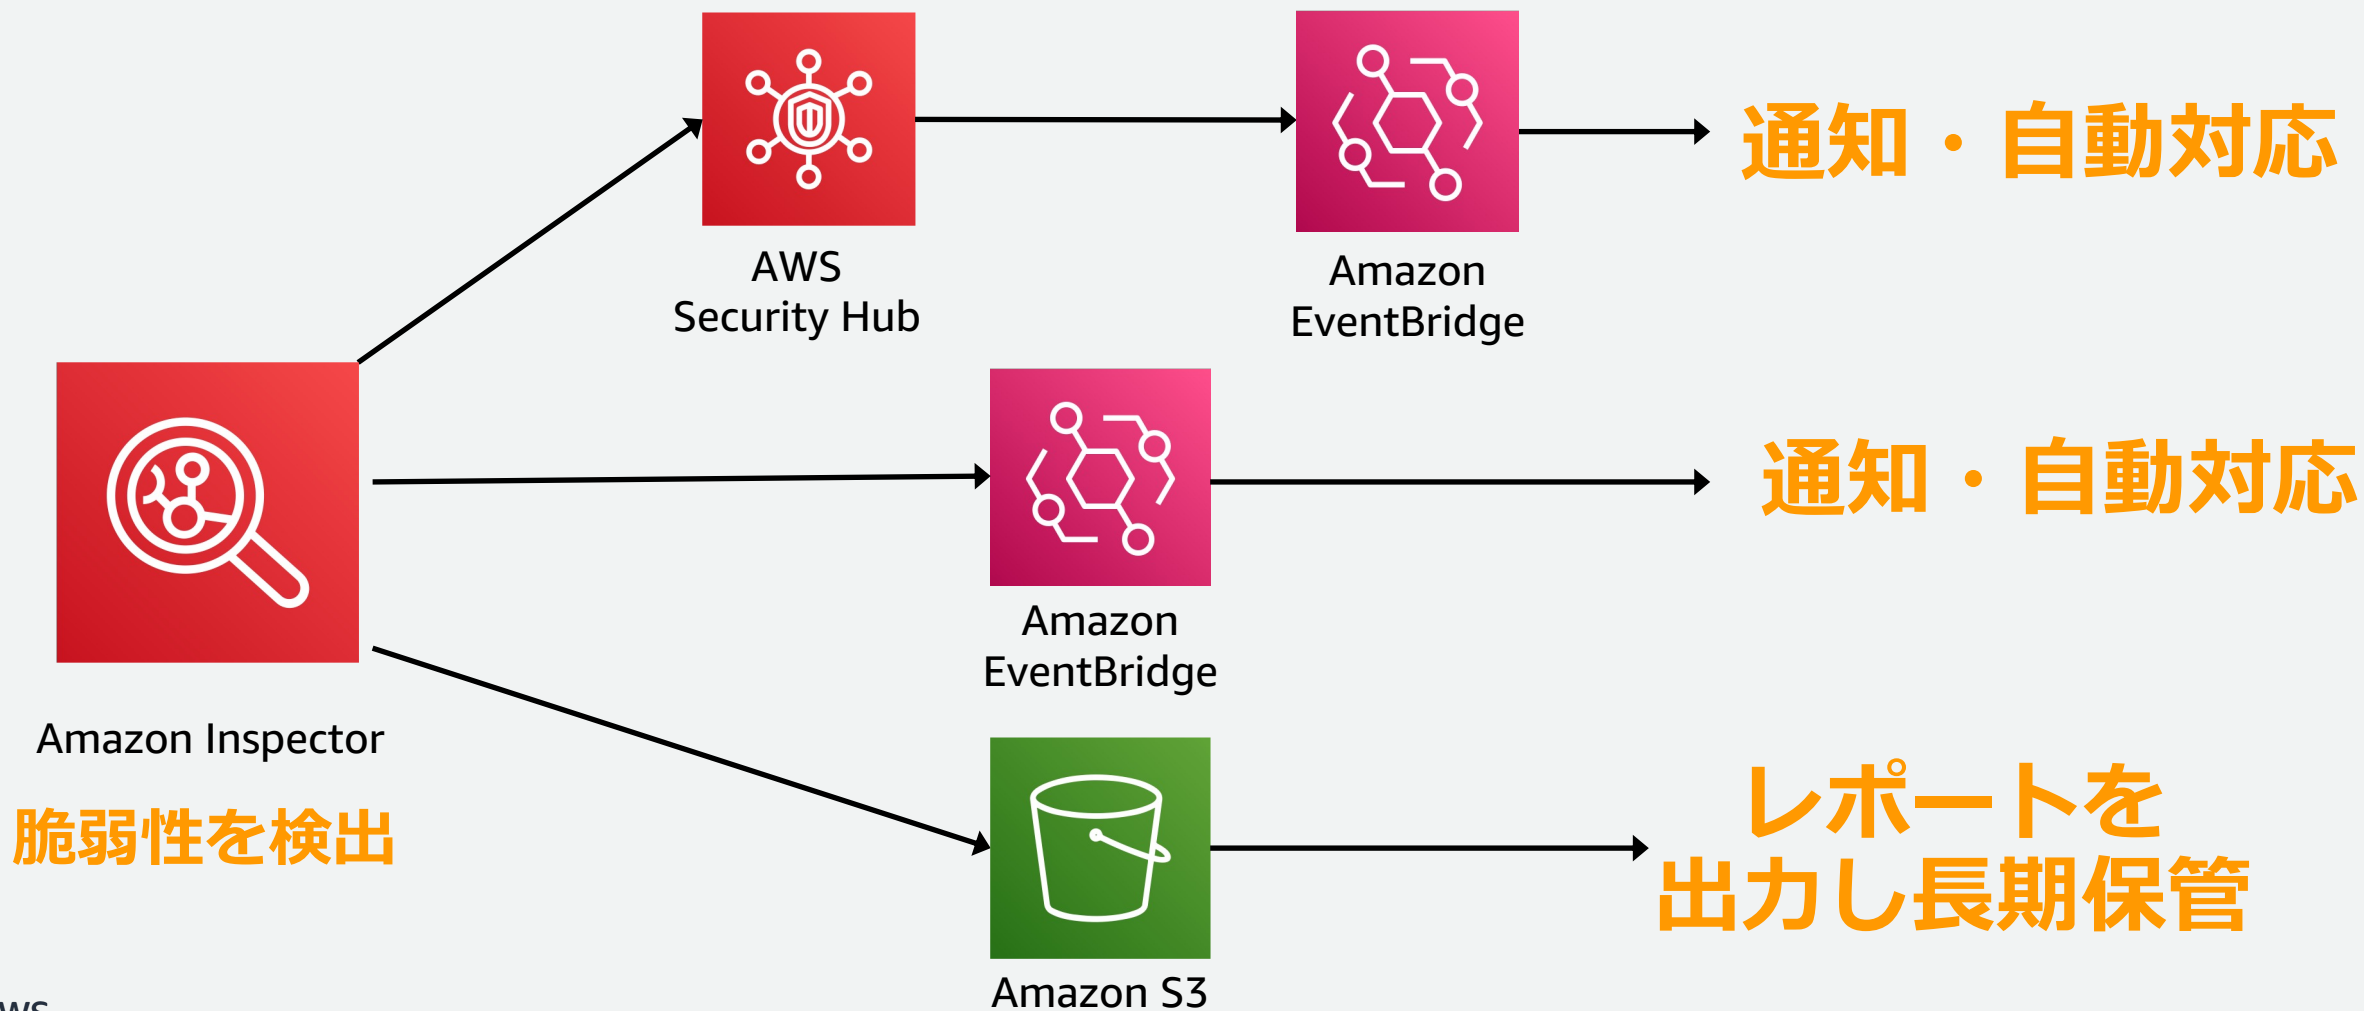 AWS
Security Hub
Amazon
EventBridge
通知・自動対応
Amazon
EventBridge
通知・自動対応
Amazon Inspector
脆弱性を検出
Amazon S3
レポートを
出力し長期保管